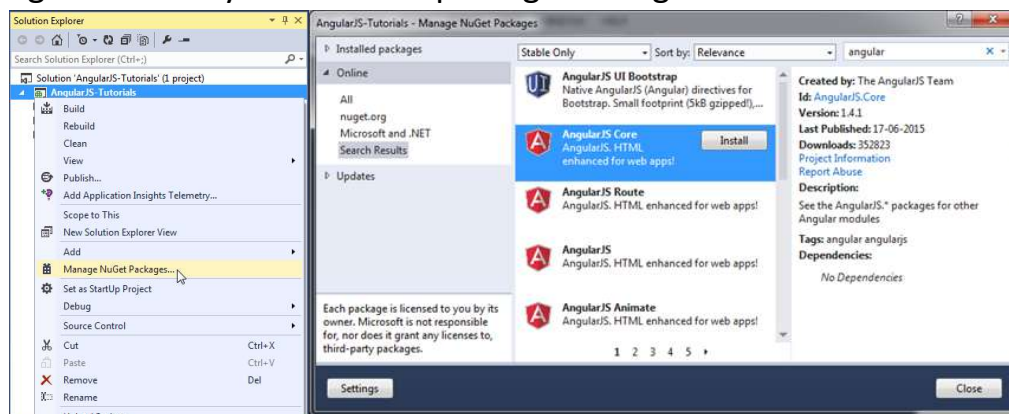 Solution Explorer
Search Solution Explorer (Ctrl+;)
Solution 'AngularJS-Tutorials' (1 project)
AngularJS-Tutorials
Build
Rebuild
Clean
View
Publish...
Add Application Insights Telemetry...
Scope to This
New Solution Explorer View
Add
Manage NuGet Packages...
Set as StartUp Project
Debug
Source Control
Cut Ctrl+X
Paste Ctrl+V
Remove Del
Rename
AngularJS-Tutorials - Manage NuGet Packages
Installed packages
Online
All
nuget.org
Microsoft and .NET
Search Results
Updates
Each package is licensed to you by its
owner. Microsoft is not responsible
for, nor does it grant any licenses to,
third-party packages.
Stable Only Sort by: Relevance angular
AngularJS UI Bootstrap
Native AngularJS (Angular) directives for
Bootstrap. Small footprint (5kB gzipped!),...
AngularJS Core Install
AngularJS. HTML
enhanced for web apps!
AngularJS Route
AngularJS. HTML enhanced for web apps!
AngularJS
AngularJS. HTML enhanced for web apps!
AngularJS Animate
AngularJS. HTML enhanced for web apps!
1 2 3 4 5
Created by: The AngularJS Team
Id: AngularJS.Core
Version: 1.4.1
Last Published: 17-06-2015
Downloads: 352823
Project Information
Report Abuse
Description:
See the AngularJS.* packages for other
Angular modules
Tags: angular angularjs
Dependencies:
No Dependencies
Settings Close